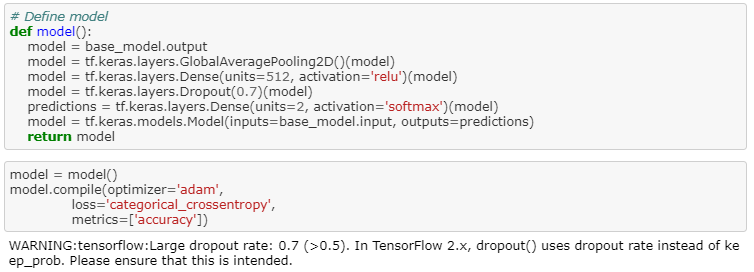 # Define model
def model():
    model = base_model.output
    model = tf.keras.layers.GlobalAveragePooling2D()(model)
    model = tf.keras.layers.Dense(units=512, activation='relu')(model)
    model = tf.keras.layers.Dropout(0.7)(model)
    predictions = tf.keras.layers.Dense(units=2, activation='softmax')(model)
    model = tf.keras.models.Model(inputs=base_model.input, outputs=predictions)
    return model
model = model()
model.compile(optimizer='adam',
              loss='categorical_crossentropy',
              metrics=['accuracy'])
WARNING:tensorflow:Large dropout rate: 0.7 (>0.5). In TensorFlow 2.x, dropout() uses dropout rate instead of ke
ep_prob. Please ensure that this is intended.